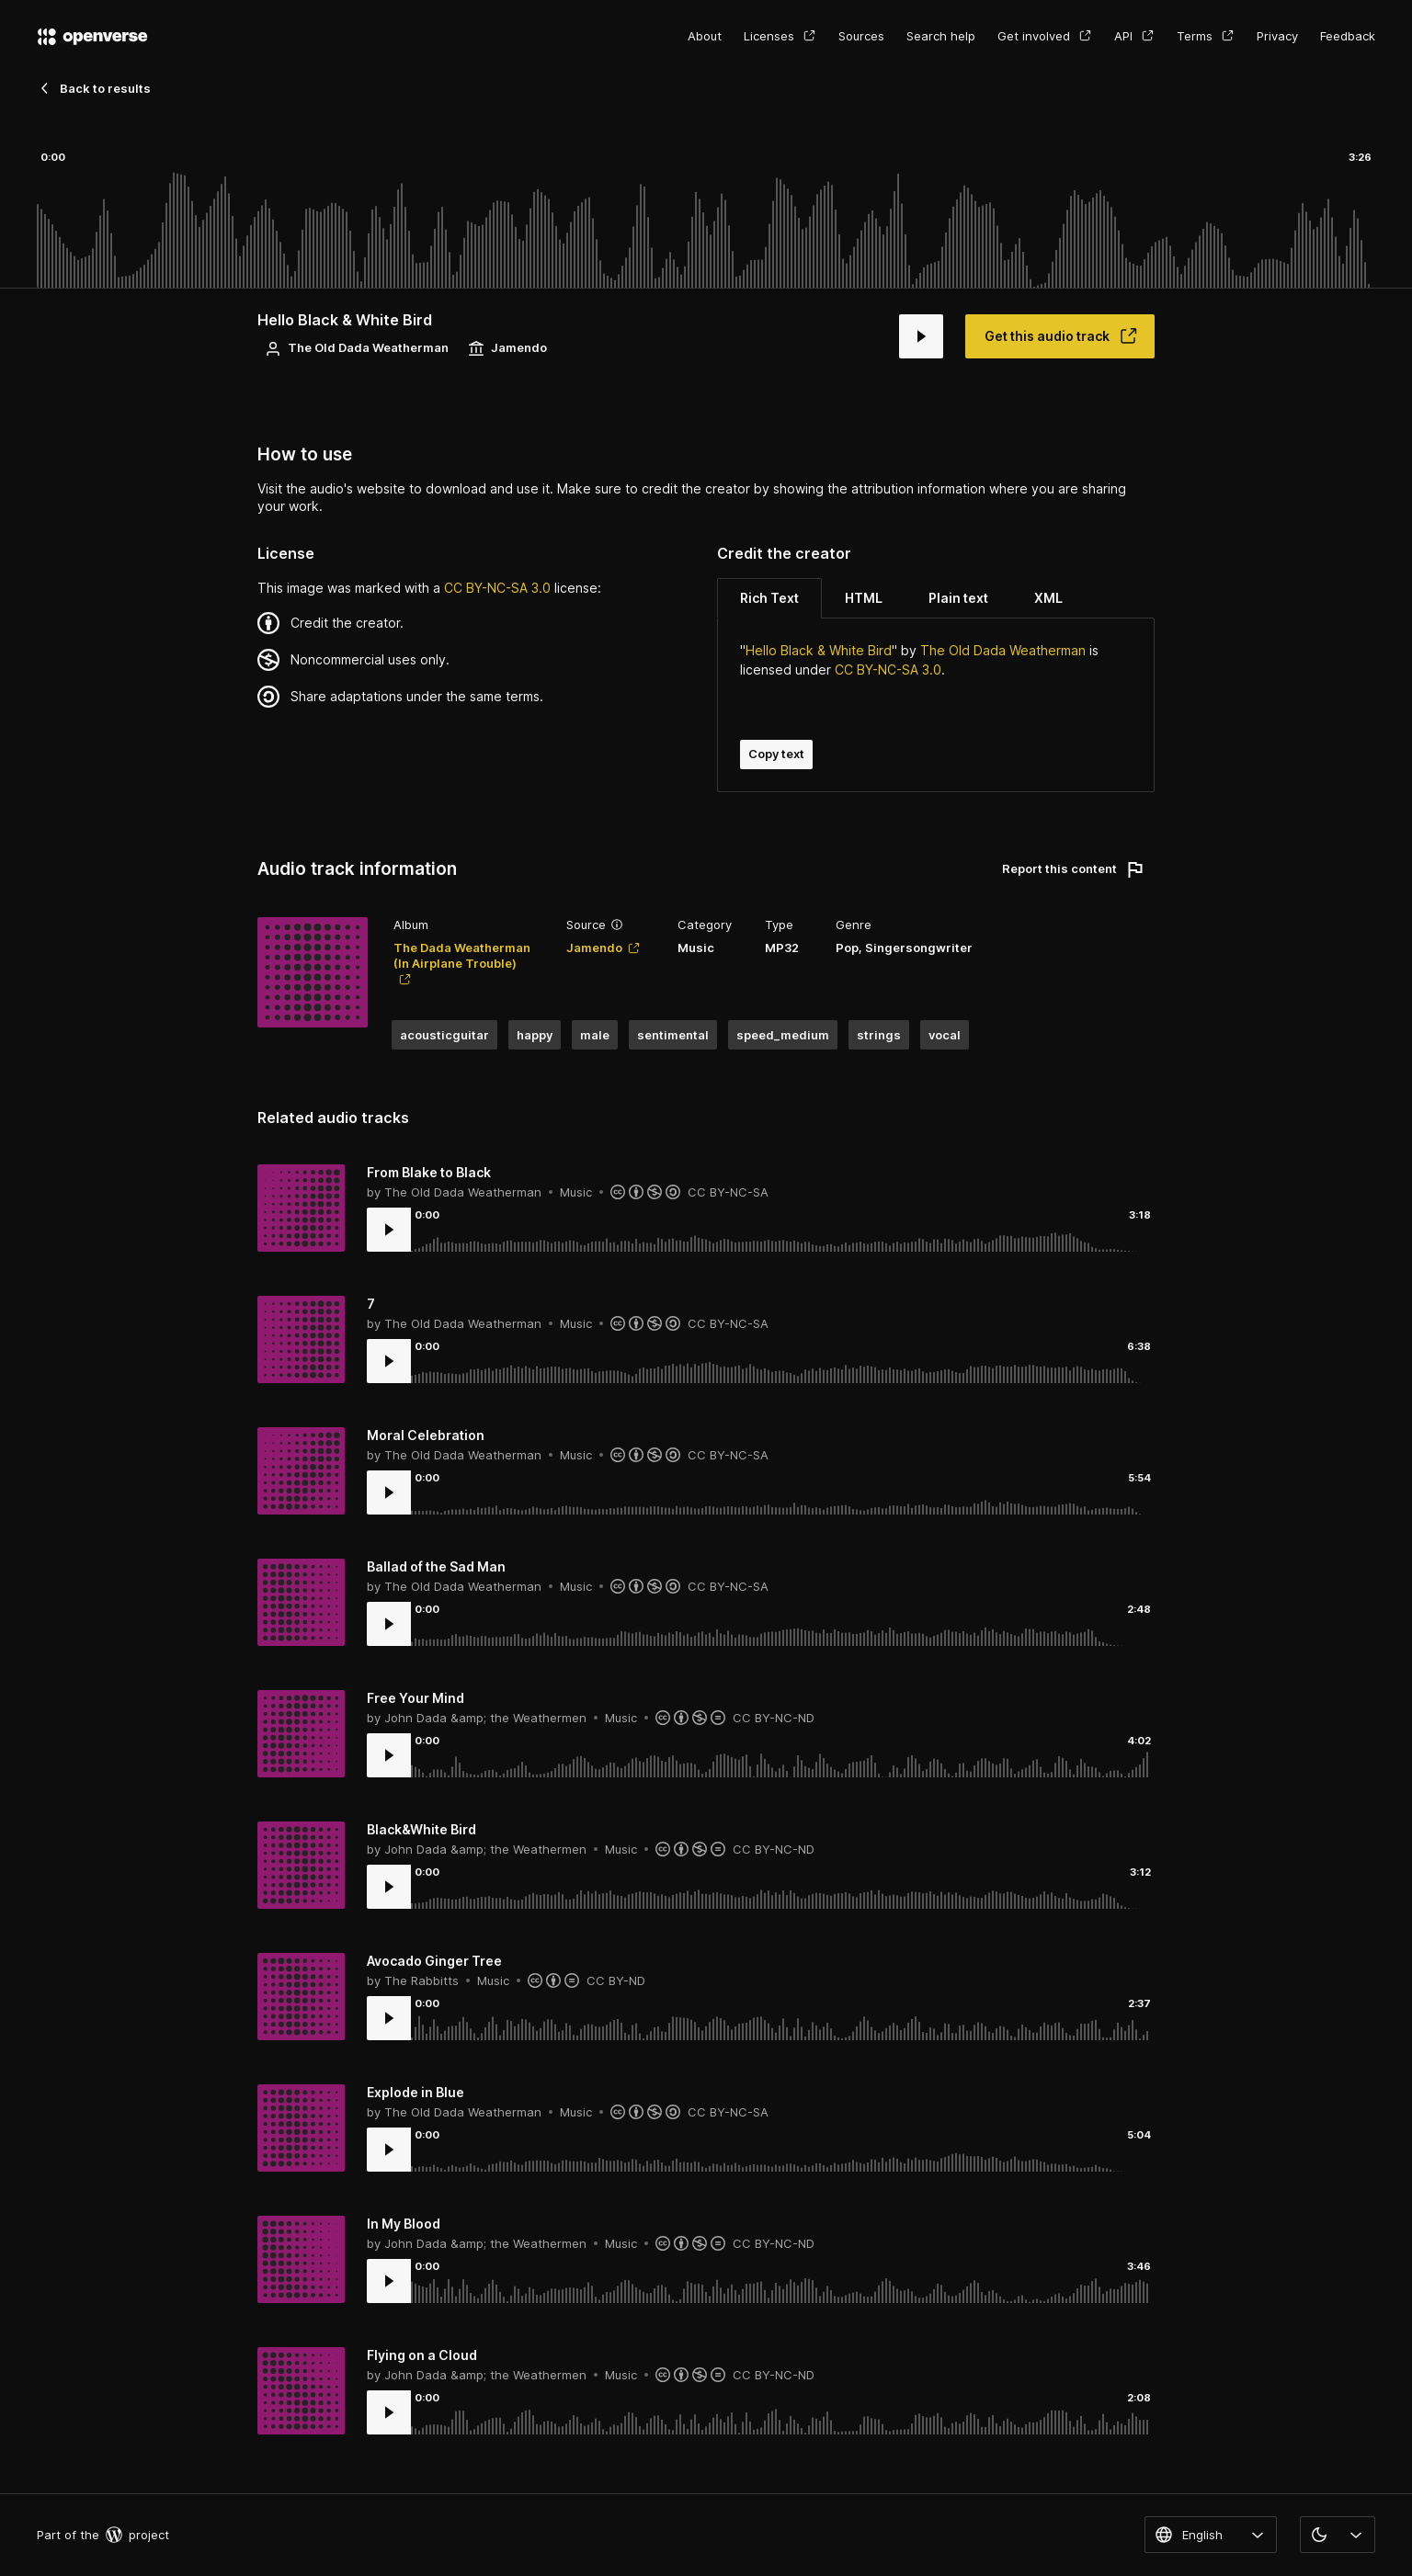 openverse
About Licenses Sources Search help Get involved API Terms Privacy Feedback
Back to results
0:00 3:26
Hello Black & White Bird
The Old Dada Weatherman Jamendo
Get this audio track
How to use
Visit the audio's website to download and use it. Make sure to credit the creator by showing the attribution information where you are sharing
your work.
License
This image was marked with a CC BY-NC-SA 3.0 license:
Credit the creator.
Noncommercial uses only.
Share adaptations under the same terms.
Credit the creator
Rich Text HTML Plain text XML
"Hello Black & White Bird" by The Old Dada Weatherman is
licensed under CC BY-NC-SA 3.0.
Copy text
Audio track information
Report this content
Album
The Dada Weatherman
(In Airplane Trouble)
Source
Jamendo
Category
Music
Type
MP32
Genre
Pop, Singersongwriter
acousticguitar happy male sentimental speed_medium strings vocal
Related audio tracks
From Blake to Black
by The Old Dada Weatherman • Music • CC BY-NC-SA
0:00 3:18
7
by The Old Dada Weatherman • Music • CC BY-NC-SA
0:00 6:38
Moral Celebration
by The Old Dada Weatherman • Music • CC BY-NC-SA
0:00 5:54
Ballad of the Sad Man
by The Old Dada Weatherman • Music • CC BY-NC-SA
0:00 2:48
Free Your Mind
by John Dada &amp; the Weathermen • Music • CC BY-NC-ND
0:00 4:02
Black&White Bird
by John Dada &amp; the Weathermen • Music • CC BY-NC-ND
0:00 3:12
Avocado Ginger Tree
by The Rabbitts • Music • CC BY-ND
0:00 2:37
Explode in Blue
by The Old Dada Weatherman • Music • CC BY-NC-SA
0:00 5:04
In My Blood
by John Dada &amp; the Weathermen • Music • CC BY-NC-ND
0:00 3:46
Flying on a Cloud
by John Dada &amp; the Weathermen • Music • CC BY-NC-ND
0:00 2:08
Part of the project
English